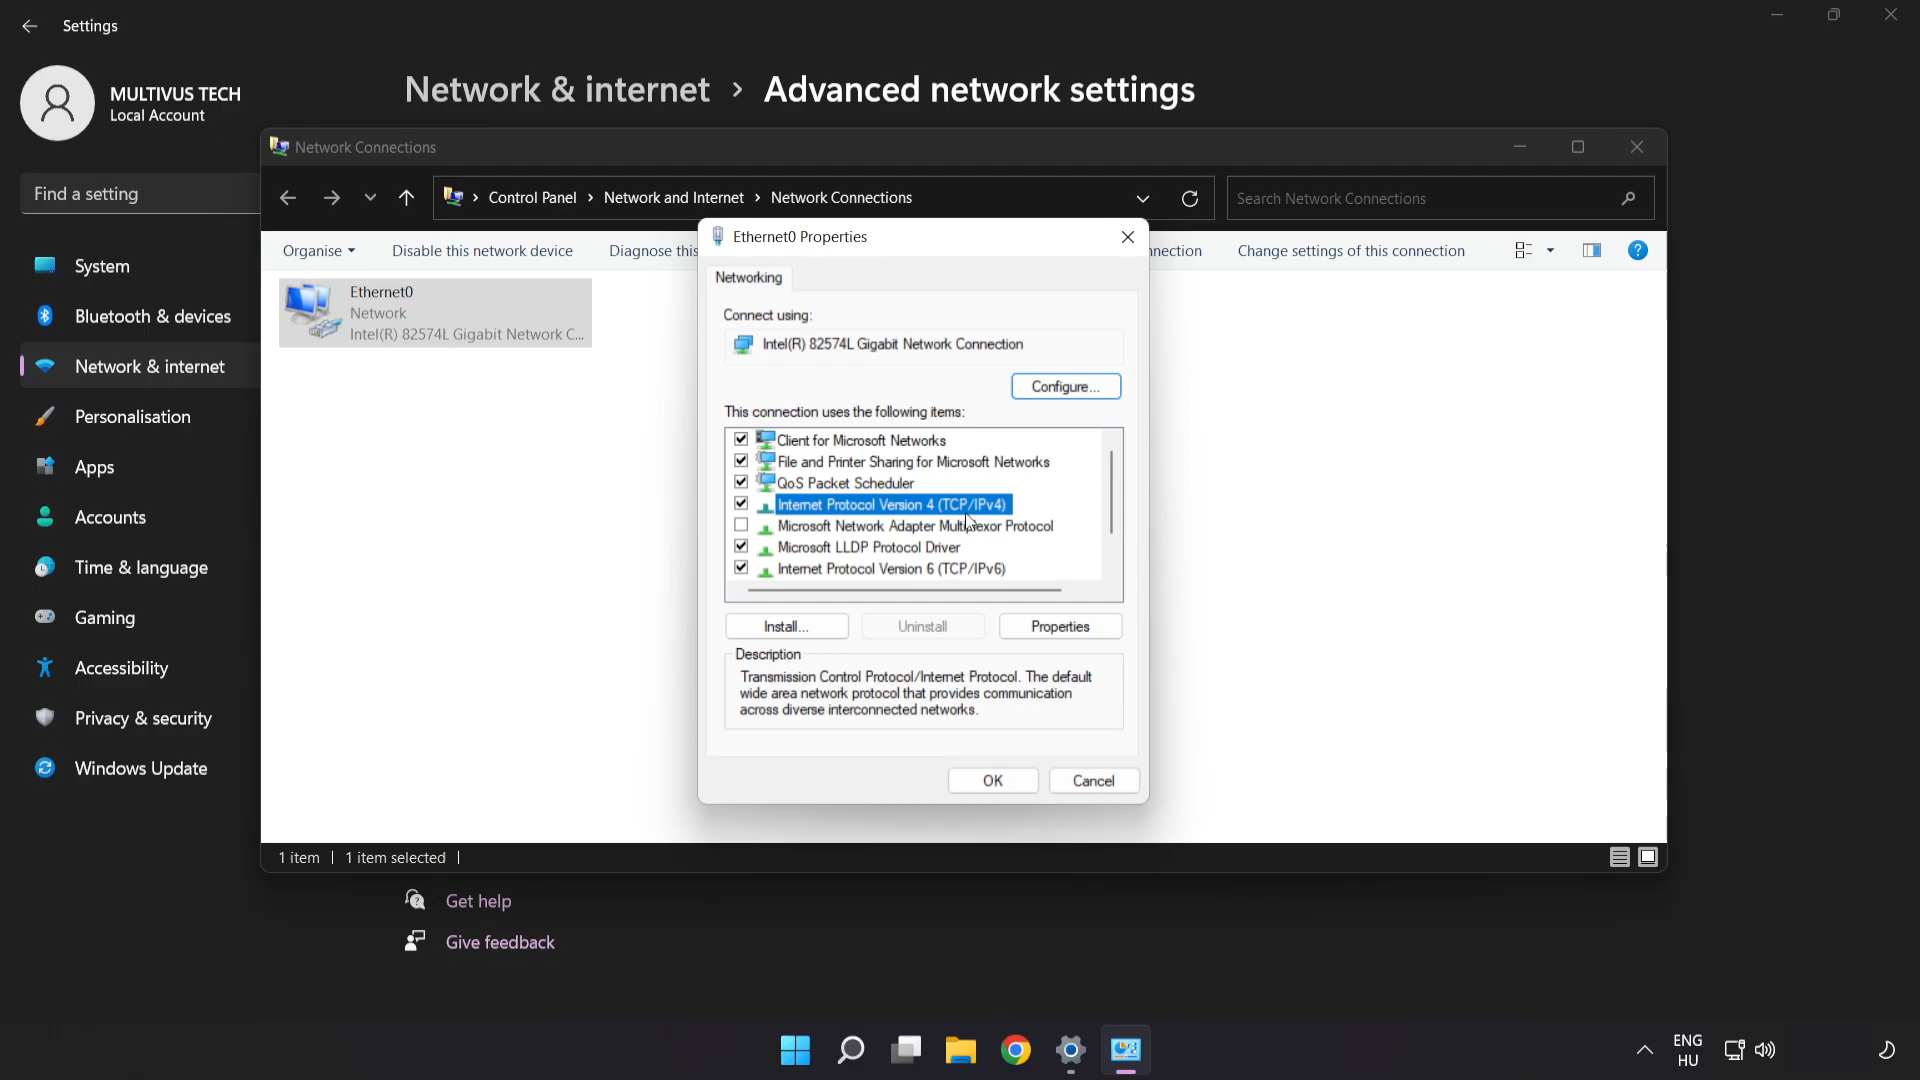 Settings
MULTIVUS TECH
Local Account
Find a setting
System
Bluetooth & devices
Network & internet
Personalisation
Apps
Accounts
Time & language
Gaming
Accessibility
Privacy & security
Windows Update
Network & internet › Advanced network settings
Network Connections
Control Panel › Network and Internet › Network Connections
Search Network Connections
Organise
Disable this network device
Diagnose this
nnection
Change settings of this connection
Ethernet0
Network
Intel(R) 82574L Gigabit Network C...
Ethernet0 Properties
Networking
Connect using:
Intel(R) 82574L Gigabit Network Connection
Configure...
This connection uses the following items:
Client for Microsoft Networks
File and Printer Sharing for Microsoft Networks
QoS Packet Scheduler
Internet Protocol Version 4 (TCP/IPv4)
Microsoft Network Adapter Multiplexor Protocol
Microsoft LLDP Protocol Driver
Internet Protocol Version 6 (TCP/IPv6)
Install...
Uninstall
Properties
Description
Transmission Control Protocol/Internet Protocol. The default
wide area network protocol that provides communication
across diverse interconnected networks.
OK
Cancel
1 item
1 item selected
Get help
Give feedback
ENG
HU